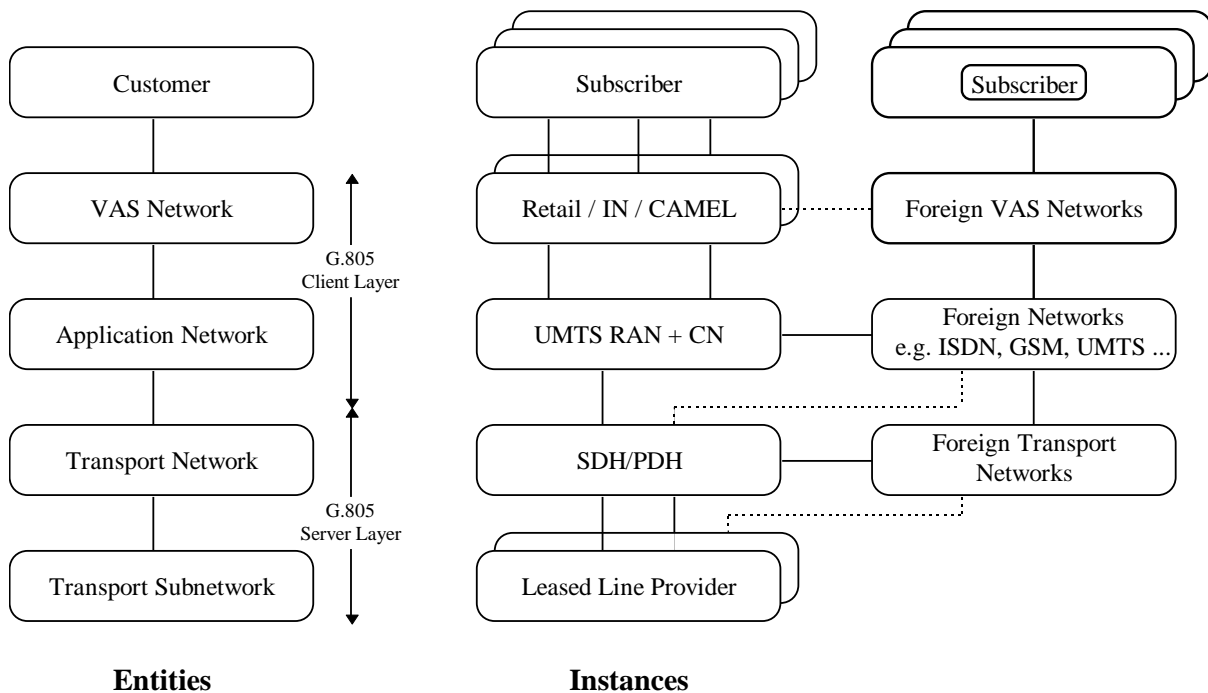 Customer
Subscriber
Subscriber
VAS Network
Retail / IN / CAMEL
Foreign VAS Networks
G.805
Client Layer
Application Network
UMTS RAN + CN
Foreign Networks
e.g. ISDN, GSM, UMTS ...
Transport Network
SDH/PDH
Foreign Transport
Networks
G.805
Server Layer
Transport Subnetwork
Leased Line Provider
Entities
Instances